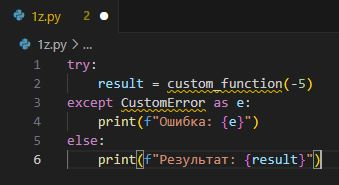 1z.py 2 ●
1z.py > ...
1 try:
2     result = custom_function(-5)
3 except CustomError as e:
4     print(f"Ошибка: {e}")
5 else:
6     print(f"Результат: {result}")